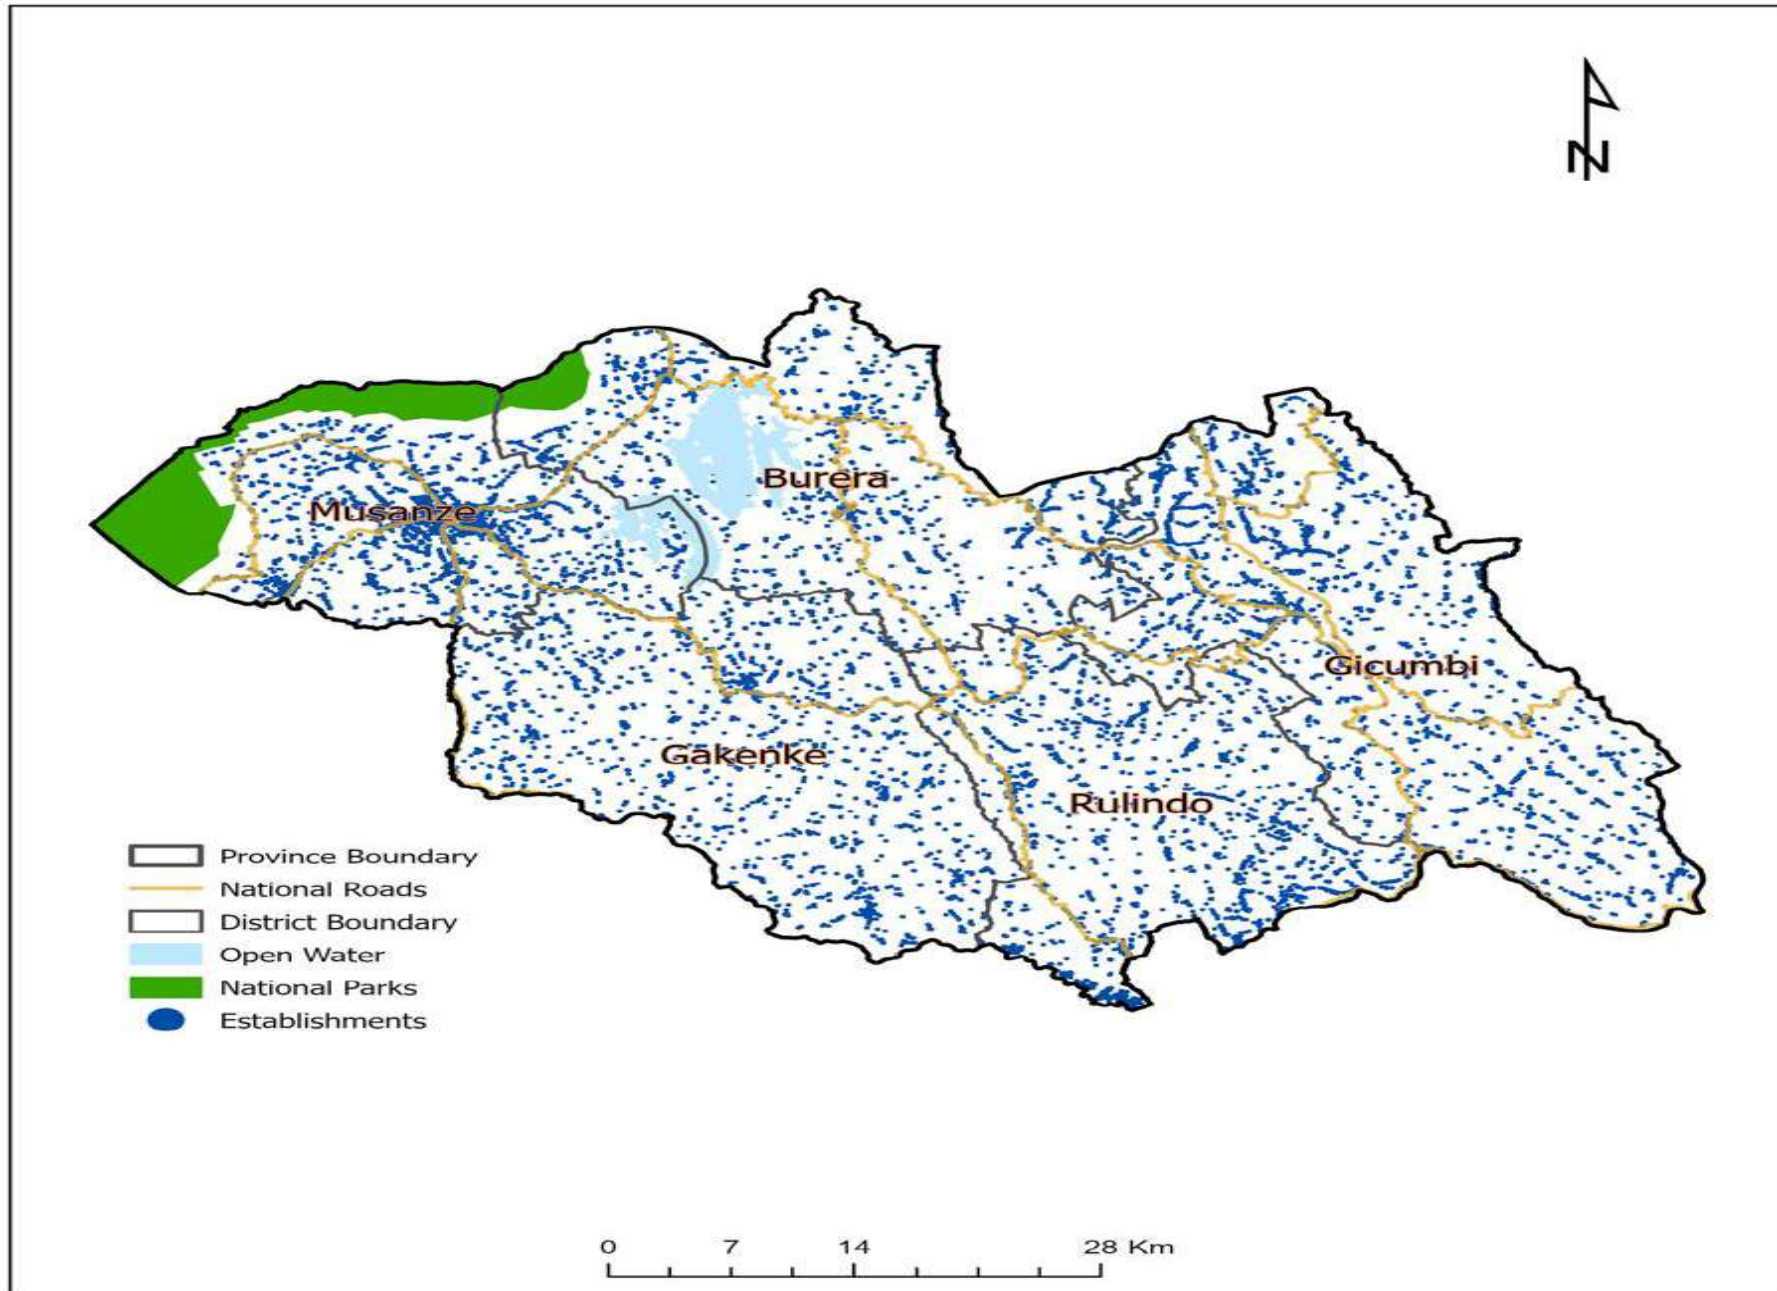 N
Burera
Musanze
Gicumbi
Gakenke
Rulindo
Province Boundary
National Roads
District Boundary
Open Water
National Parks
Establishments
0 7 14 28 Km